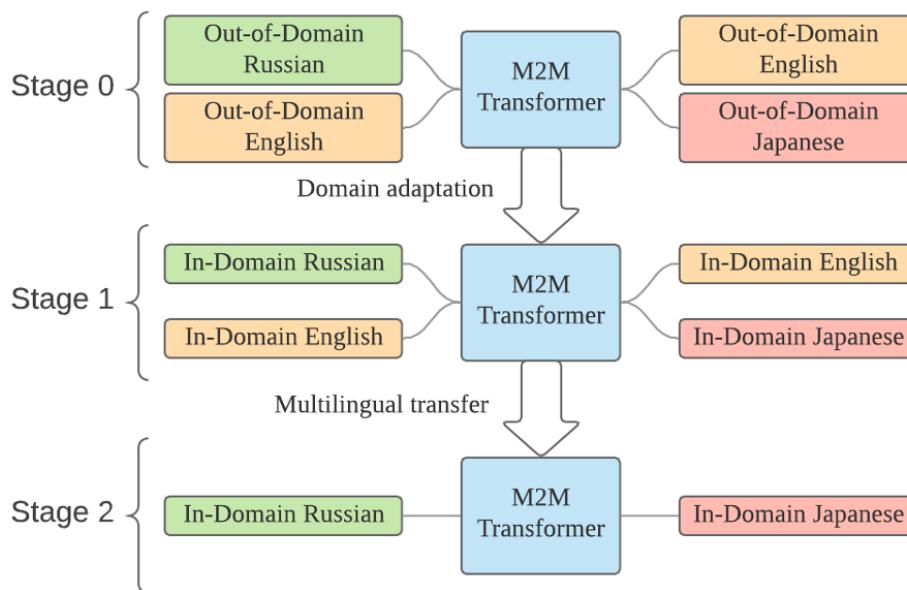 Stage 0
Out-of-Domain
Russian
Out-of-Domain
English
M2M
Transformer
Out-of-Domain
English
Out-of-Domain
Japanese
Domain adaptation
Stage 1
In-Domain Russian
In-Domain English
M2M
Transformer
In-Domain English
In-Domain Japanese
Multilingual transfer
Stage 2
In-Domain Russian
M2M
Transformer
In-Domain Japanese